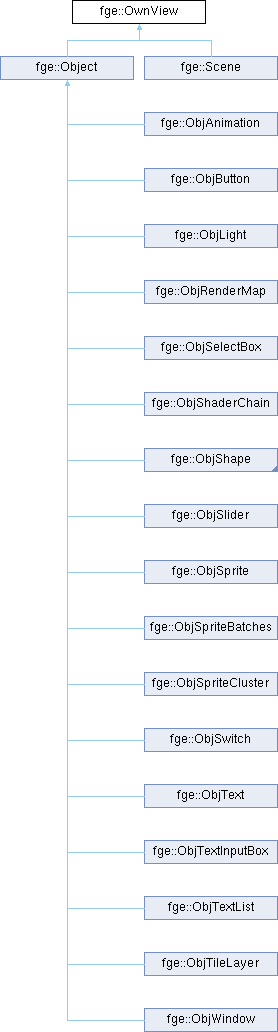 fge::OwnView
fge::Object
fge::Scene
fge::ObjAnimation
fge::ObjButton
fge::ObjLight
fge::ObjRenderMap
fge::ObjSelectBox
fge::ObjShaderChain
fge::ObjShape
fge::ObjSlider
fge::ObjSprite
fge::ObjSpriteBatches
fge::ObjSpriteCluster
fge::ObjSwitch
fge::ObjText
fge::ObjTextInputBox
fge::ObjTextList
fge::ObjTileLayer
fge::ObjWindow